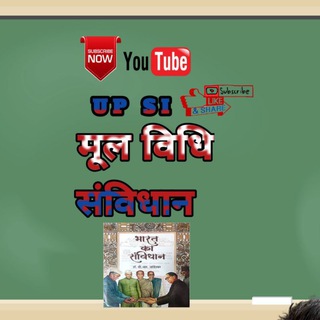 SUBSCRIBE
NOW
YouTube
Subscribe
LIKE
& SHARE
UP SI
मूल विधि
संविधान
भारत
का
संविधान